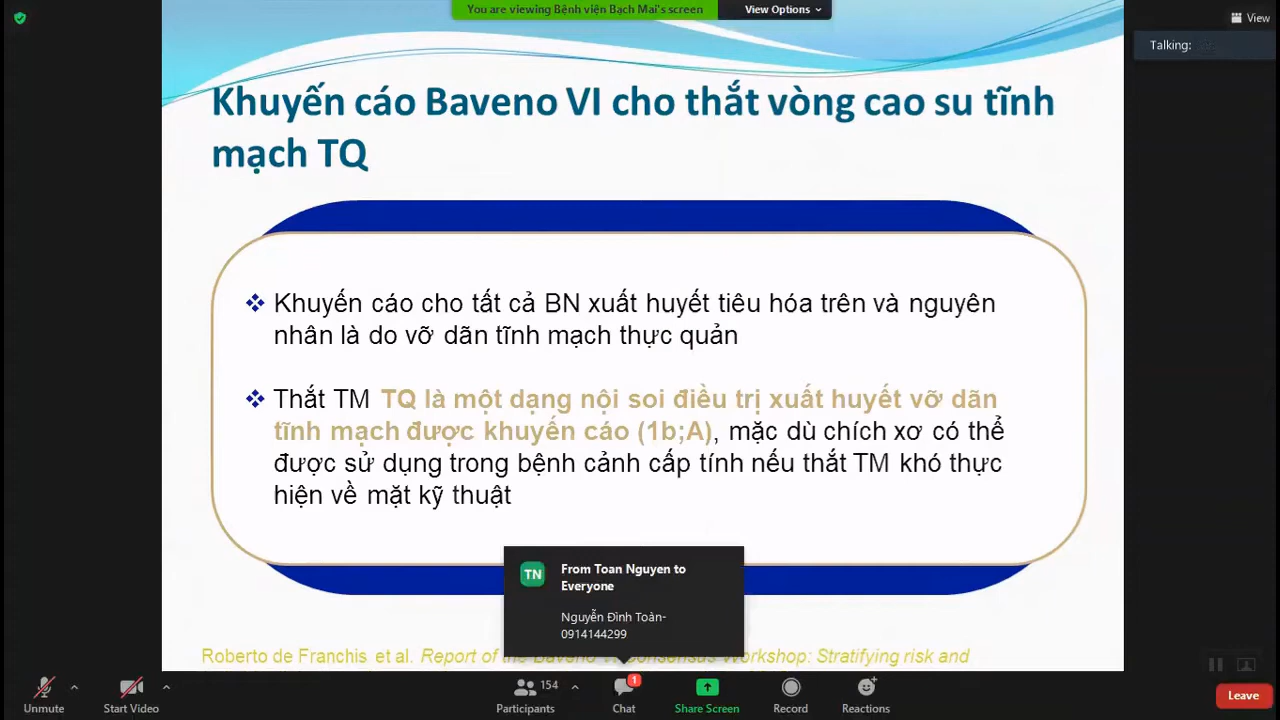 You are viewing Bệnh viện Bạch Mai's screen
View Options
View
Talking:
Khuyến cáo Baveno VI cho thắt vòng cao su tĩnh
mạch TQ
Khuyến cáo cho tất cả BN xuất huyết tiêu hóa trên và nguyên
nhân là do vỡ dãn tĩnh mạch thực quản
Thắt TM TQ là một dạng nội soi điều trị xuất huyết vỡ dãn
tĩnh mạch được khuyến cáo (1b;A), mặc dù chích xơ có thể
được sử dụng trong bệnh cảnh cấp tính nếu thắt TM khó thực
hiện về mặt kỹ thuật
TN
From Toan Nguyen to
Everyone
Nguyễn Đình Toản-
0914144299
Roberto de Franchis et al. Report of the Baveno Consensus Workshop: Stratifying risk and
Unmute
Start Video
154
Participants
1
Chat
Share Screen
Record
Reactions
Leave